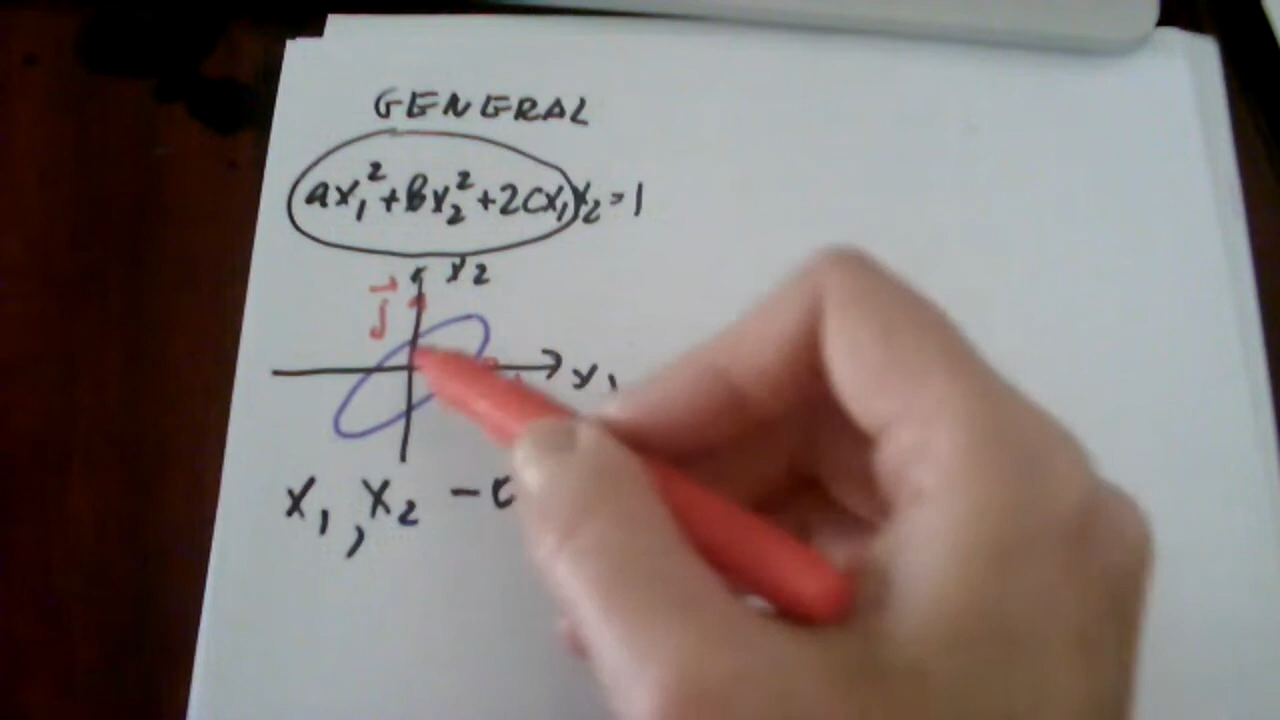 GENERAL
ax₁²+bx₂²+2cx₁x₂=1
x₂
j⃗
x₁
x₁, x₂ -